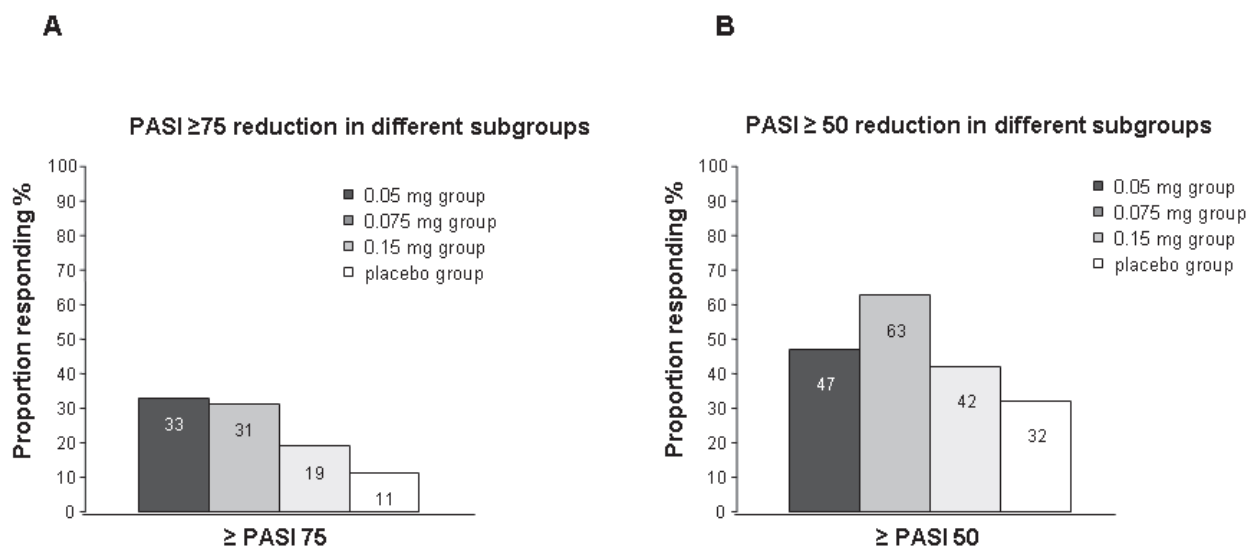 A
PASI ≥75 reduction in different subgroups
Proportion responding %
100
90
80
70
60
50
40
30
20
10
0
0.05 mg group
0.075 mg group
0.15 mg group
placebo group
33
31
19
11
≥ PASI 75
B
PASI ≥ 50 reduction in different subgroups
Proportion responding %
100
90
80
70
60
50
40
30
20
10
0
0.05 mg group
0.075 mg group
0.15 mg group
placebo group
47
63
42
32
≥ PASI 50